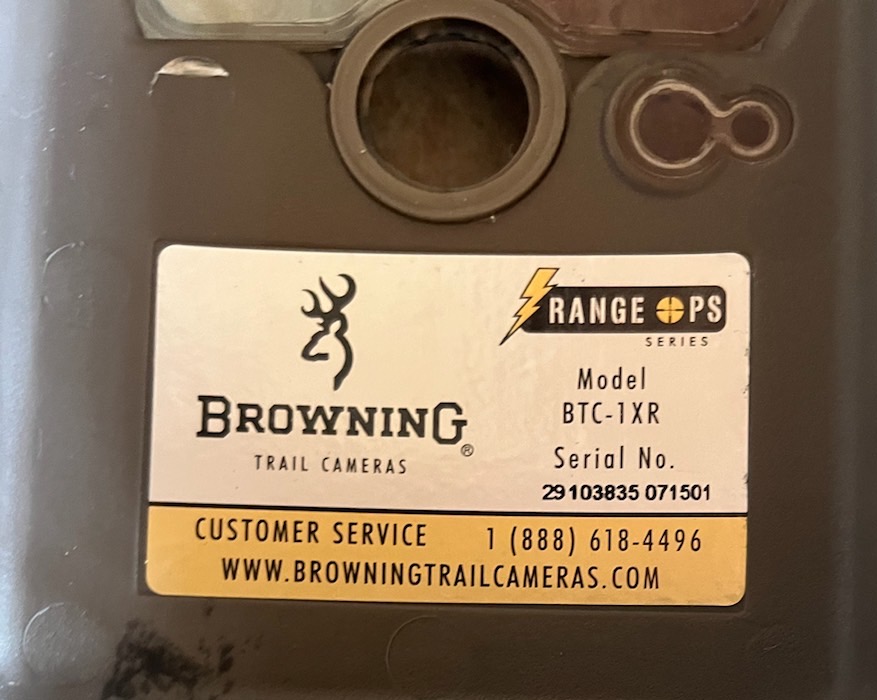 RANGE OPS
SERIES
BROWNING®
TRAIL CAMERAS
Model
BTC-1XR
Serial No.
29103835 071501
CUSTOMER SERVICE 1 (888) 618-4496
WWW.BROWNINGTRAILCAMERAS.COM